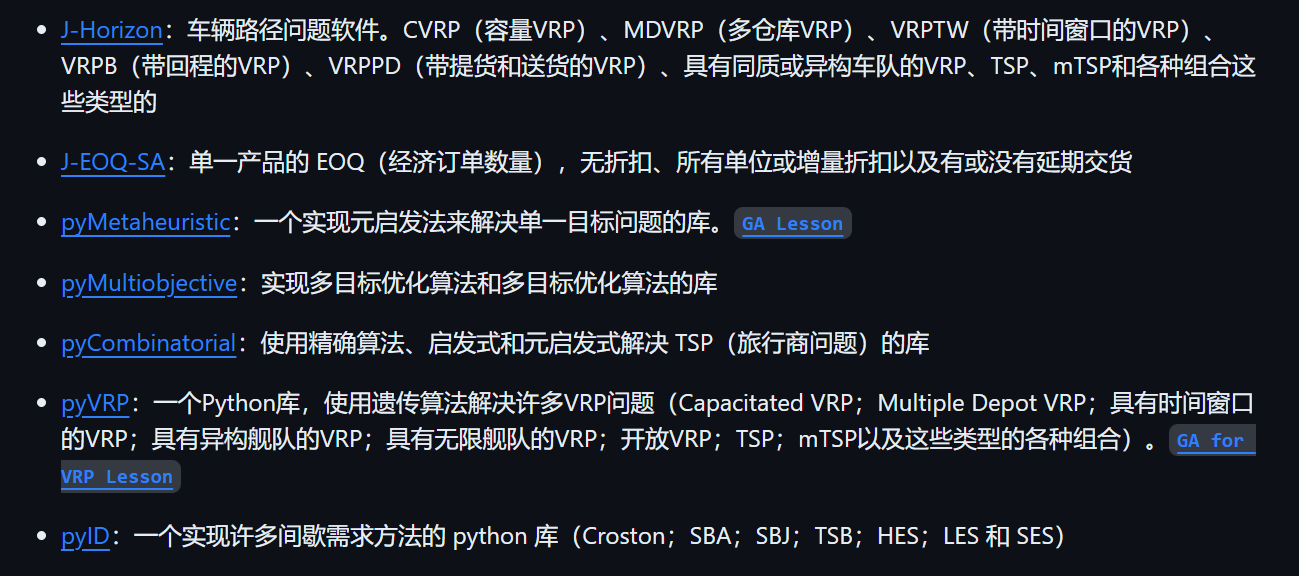 J-Horizon：车辆路径问题软件。CVRP（容量VRP）、MDVRP（多仓库VRP）、VRPTW（带时间窗口的VRP）、
VRPB（带回程的VRP）、VRPPD（带提货和送货的VRP）、具有同质或异构车队的VRP、TSP、mTSP和各种组合这
些类型的
J-EOQ-SA：单一产品的 EOQ（经济订单数量），无折扣、所有单位或增量折扣以及有或没有延期交货
pyMetaheuristic：一个实现元启发法来解决单一目标问题的库。GA Lesson
pyMultiobjective：实现多目标优化算法和多目标优化算法的库
pyCombinatorial：使用精确算法、启发式和元启发式解决 TSP（旅行商问题）的库
pyVRP：一个Python库，使用遗传算法解决许多VRP问题（Capacitated VRP；Multiple Depot VRP；具有时间窗口
的VRP；具有异构舰队的VRP；具有无限舰队的VRP；开放VRP；TSP；mTSP以及这些类型的各种组合）。GA for
VRP Lesson
pyID：一个实现许多间歇需求方法的 python 库（Croston；SBA；SBJ；TSB；HES；LES 和 SES）